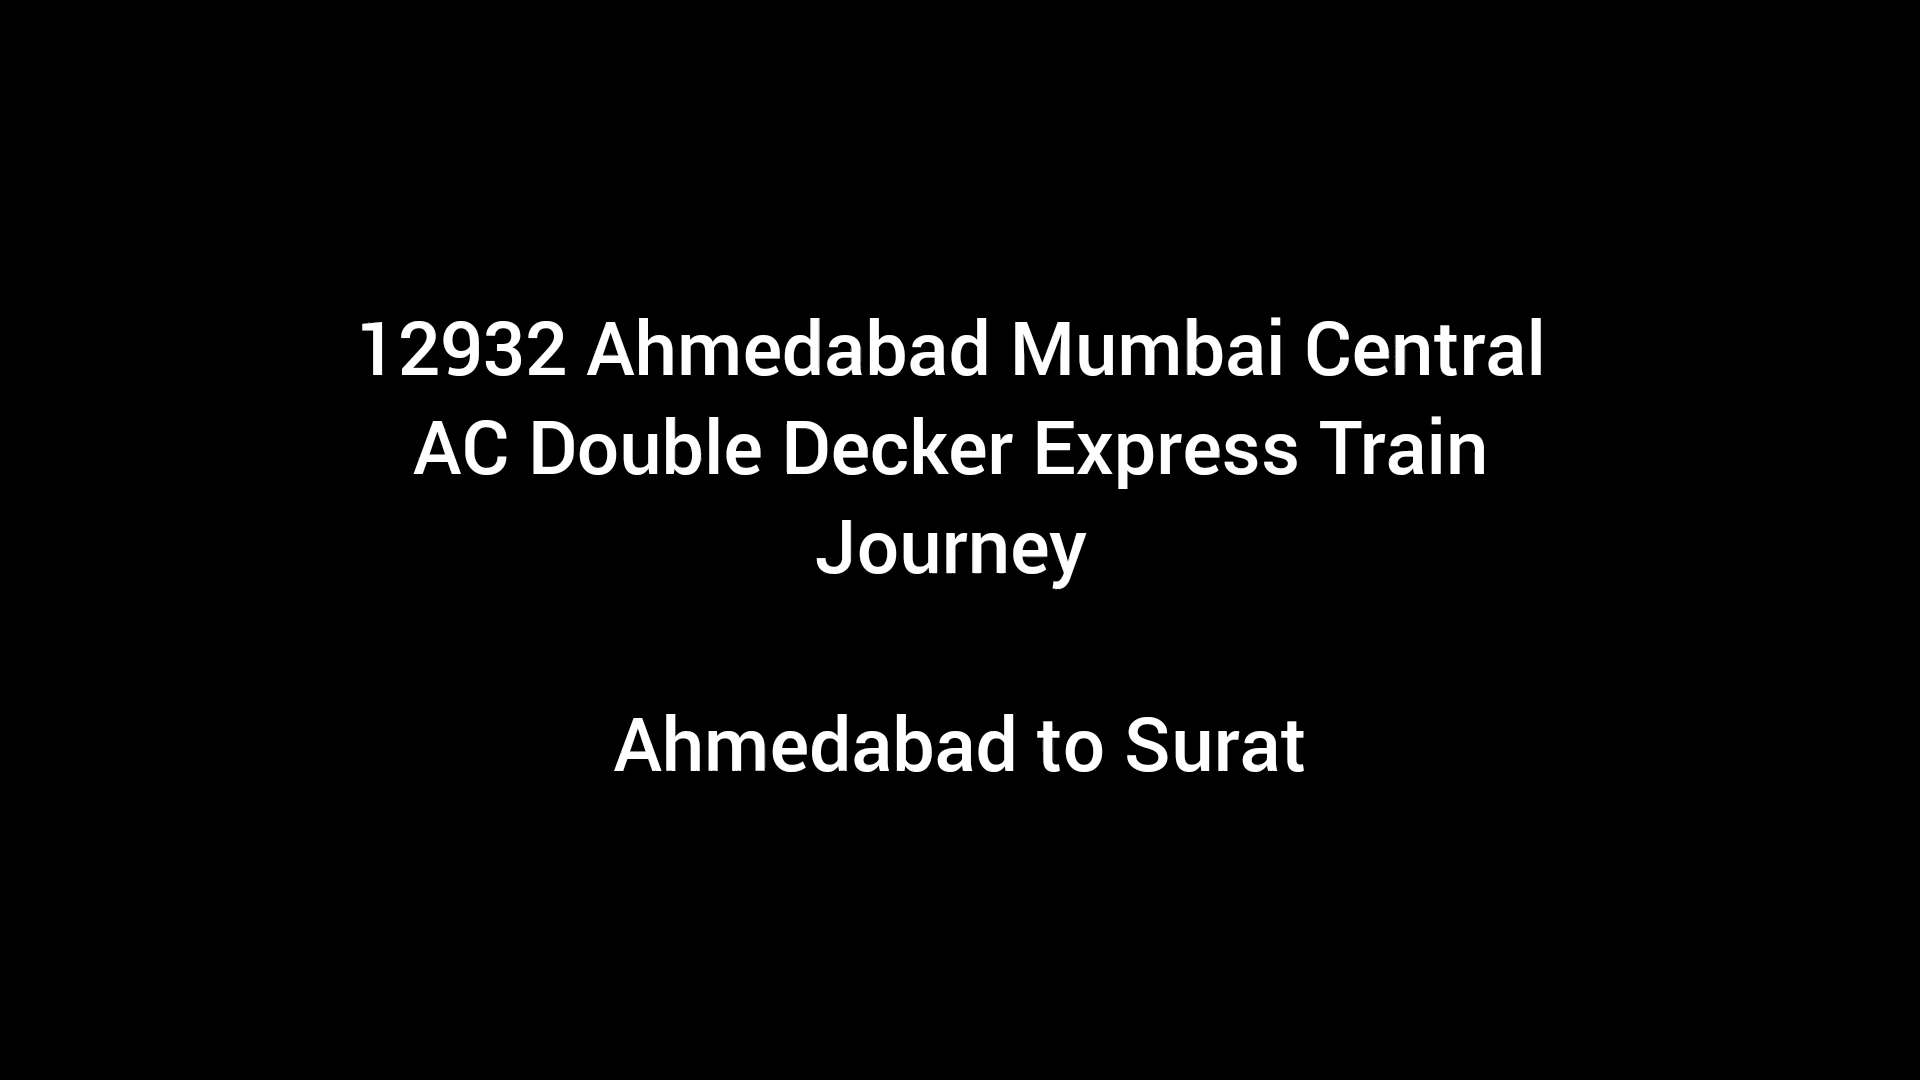 12932 Ahmedabad Mumbai Central
AC Double Decker Express Train
Journey
Ahmedabad to Surat